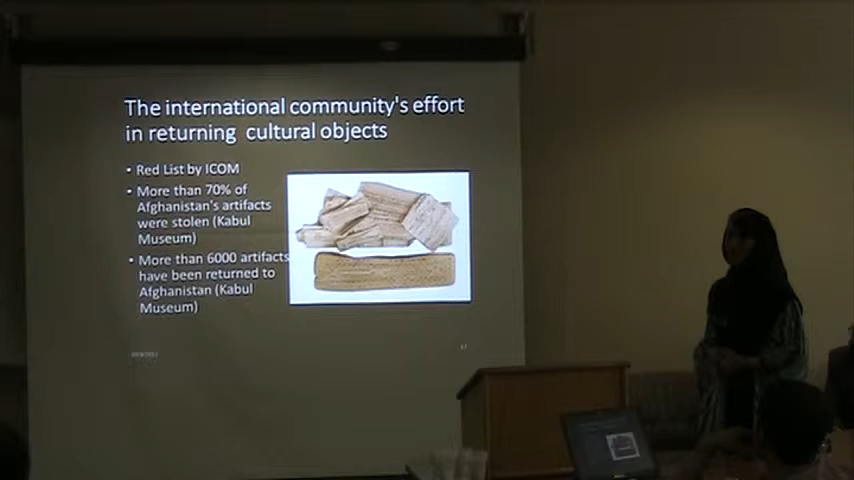 The international community's effort
in returning cultural objects
• Red List by ICOM
• More than 70% of
Afghanistan's artifacts
were stolen (Kabul
Museum)
• More than 6000 artifacts
have been returned to
Afghanistan (Kabul
Museum)
17